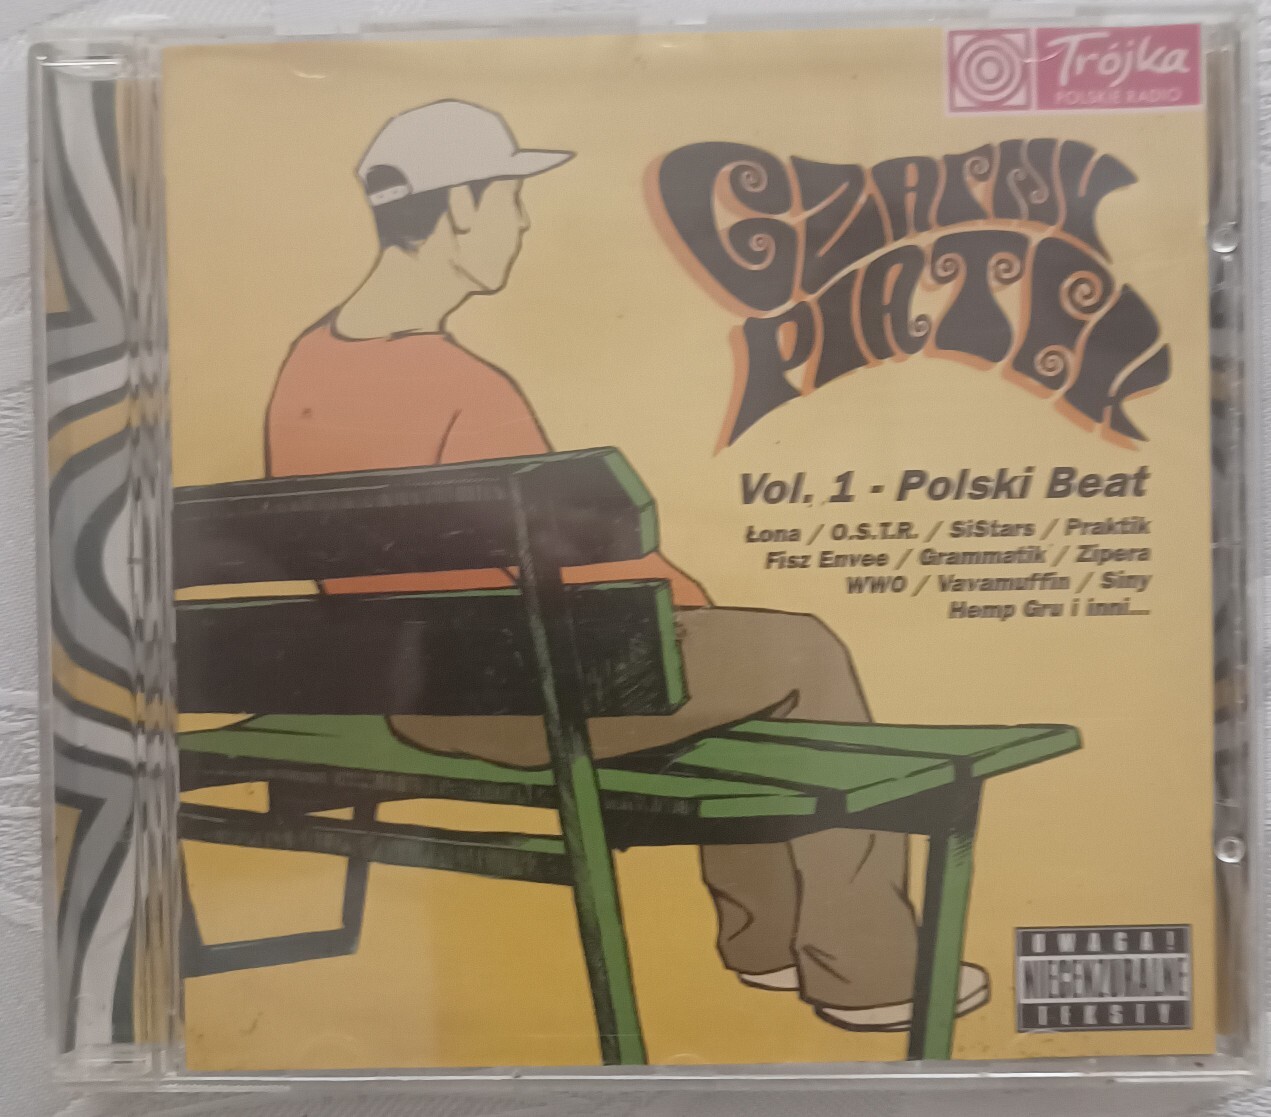 Trójka
POLSKIE RADIO
CZARNY
PIĄTEK
Vol. 1 - Polski Beat
Łona / O.S.T.R. / SiStars / Praktik
Fisz Envee / Grammatik / Zipera
WWO / Vavamuffin / Siny
Hemp Gru i inni...
UWAGA!
NIECENZURALNE
TEKSTY